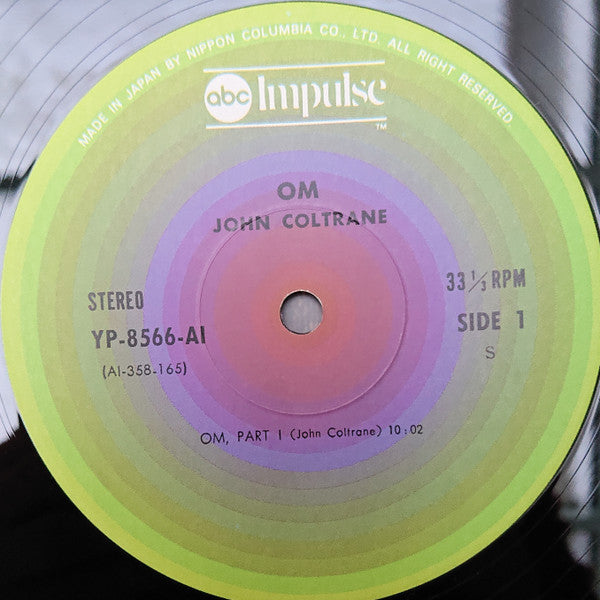 MADE IN JAPAN BY NIPPON COLUMBIA CO., LTD. ALL RIGHT RESERVED.
abc Impulse
TM
OM
JOHN COLTRANE
STEREO
33 1/3 RPM
YP-8566-AI
SIDE 1
(AI-358-165)
S
OM, PART I (John Coltrane) 10:02